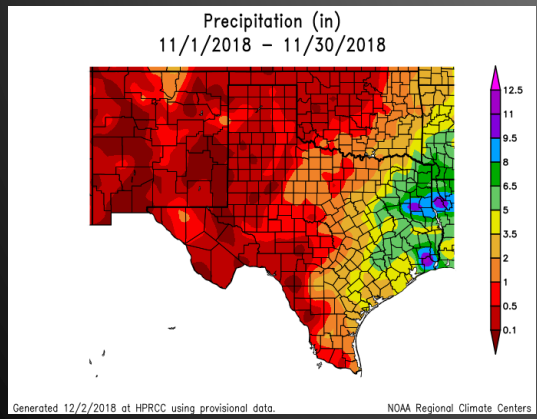 Precipitation (in)
11/1/2018 – 11/30/2018
12.5
11
9.5
8
6.5
5
3.5
2
1
0.5
0.1
Generated 12/2/2018 at HPRCC using provisional data.
NOAA Regional Climate Centers